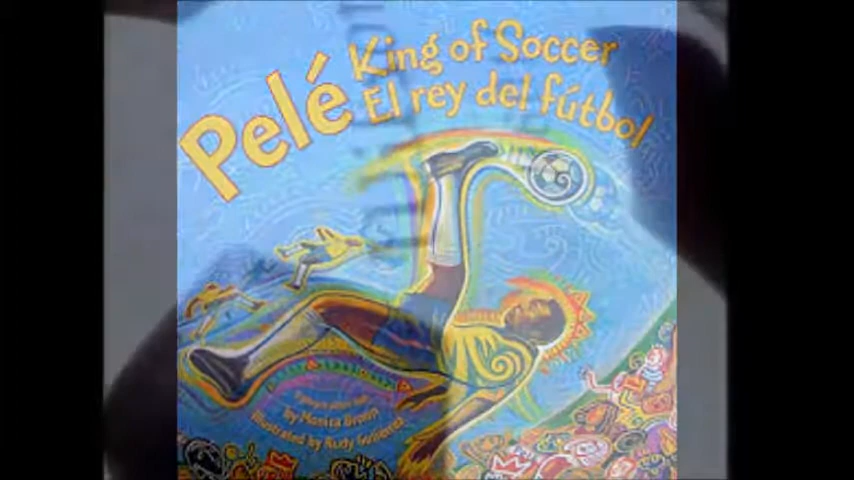 Pelé
King of Soccer
El rey del fútbol
by Monica Brown
Illustrated by Rudy Gutierrez